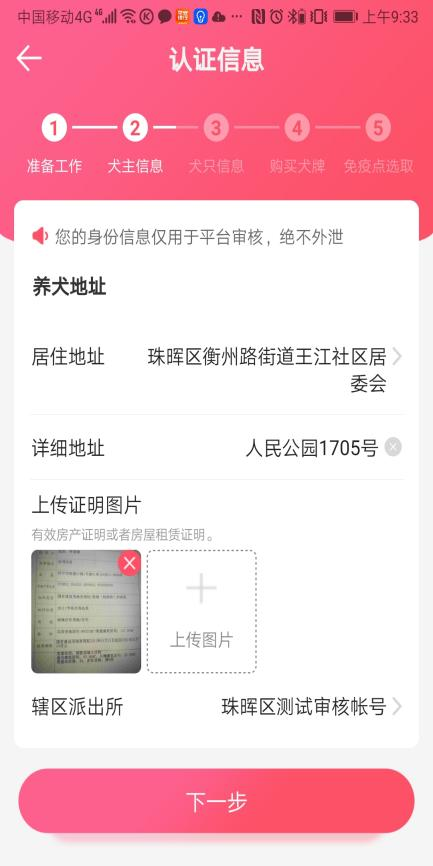 中国移动4G 4G 上午9:33
认证信息
1 2 3 4 5
准备工作 犬主信息 犬只信息 购买犬牌 免疫点选取
您的身份信息仅用于平台审核，绝不外泄
养犬地址
居住地址 珠晖区衡州路街道王江社区居
委会
详细地址 人民公园1705号
上传证明图片
有效房产证明或者房屋租赁证明。
上传图片
辖区派出所 珠晖区测试审核帐号
下一步